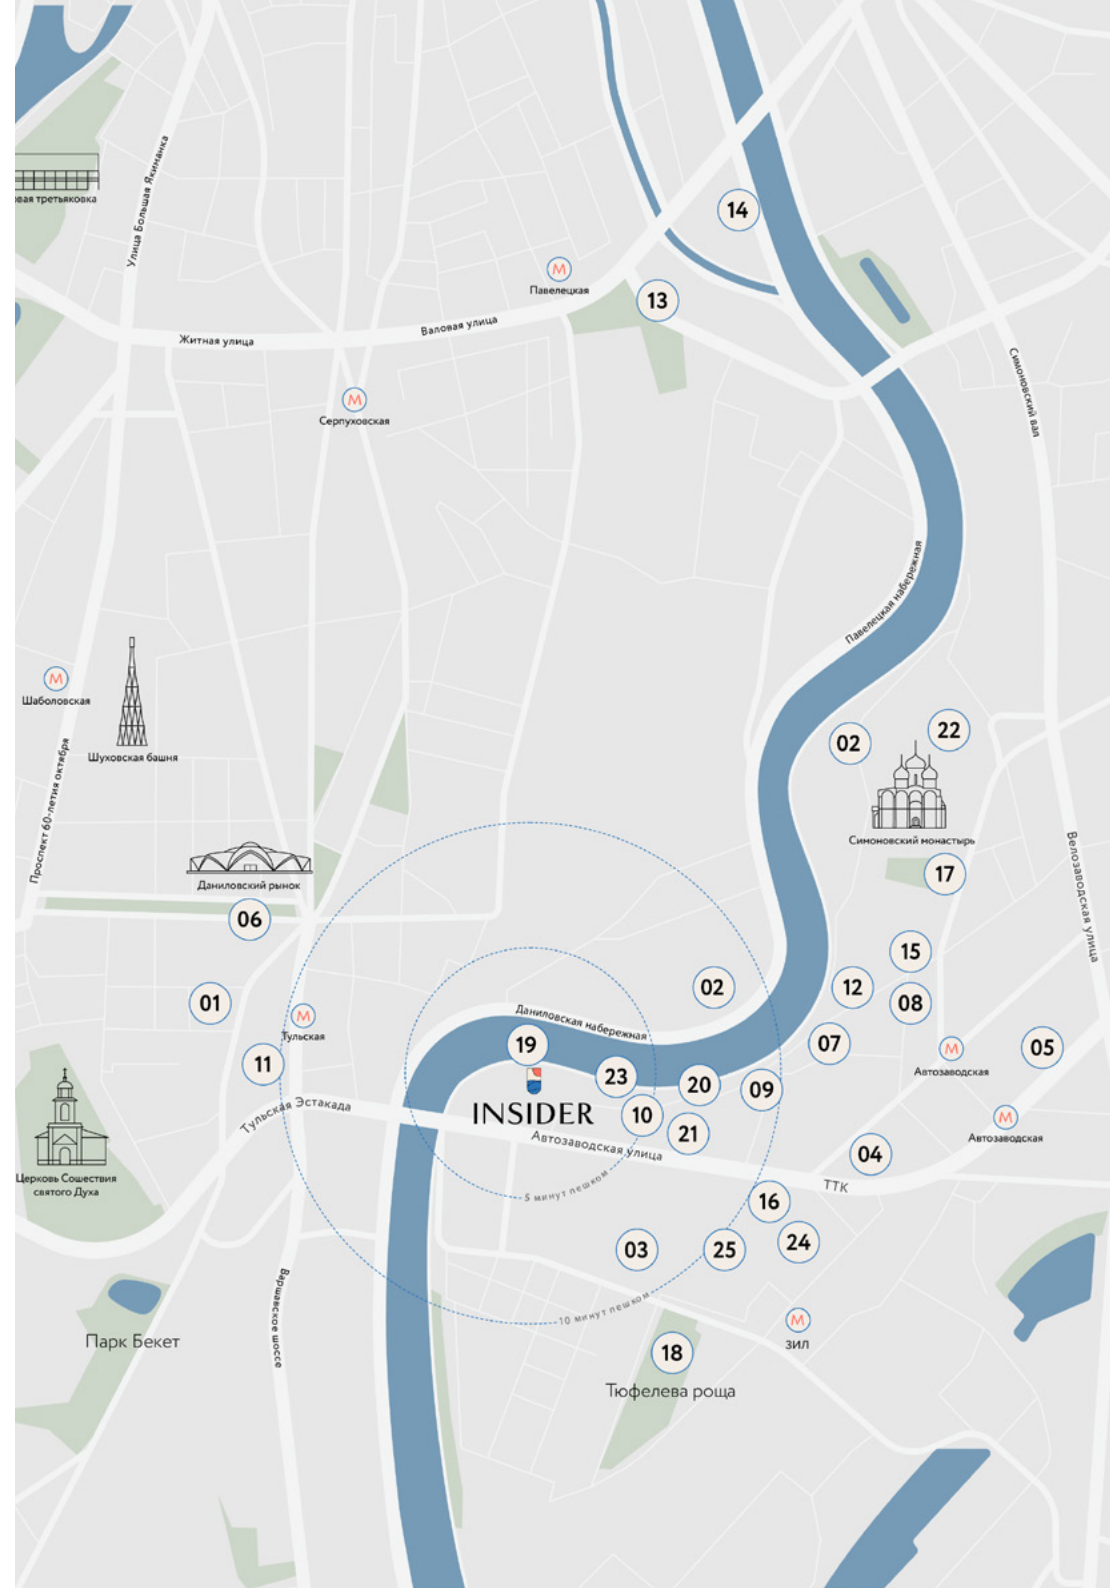 Улица Большая Якиманка
вая третьяковка
14
М
Павелецкая
13
Валовая улица
Житная улица
Симоновский вал
М
Серпуховская
Павелецкая набережная
М
Шаболовская
Шуховская башня
Проспект 60-летия октября
02
22
Симоновский монастырь
Велозаводская улица
Даниловский рынок
17
06
15
02
12
01
08
М
Тульская
Даниловская набережная
19
07
М
Автозаводская
05
11
23
20
09
INSIDER
10
Тульская Эстакада
21
Автозаводская улица
М
Автозаводская
04
Церковь Сошествия
святого Духа
ТТК
5 минут пешком
16
03
25
24
Варшавское шоссе
10 минут пешком
М
ЗИЛ
Парк Бекет
18
Тюфелева роща